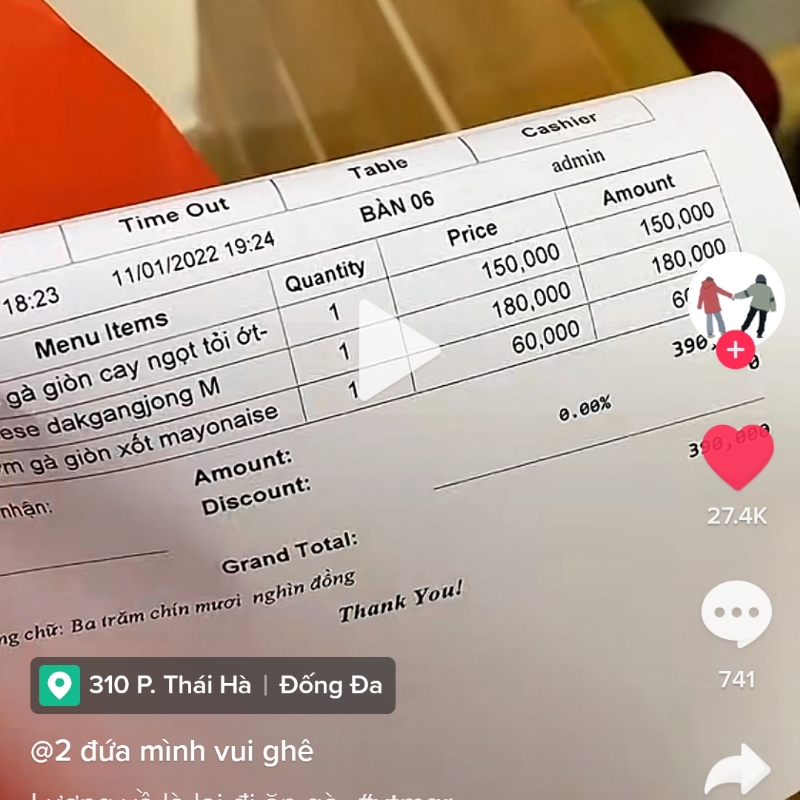 Time Out Table Cashier
18:23 11/01/2022 19:24 BÀN 06 admin
Menu Items Quantity Price Amount
gà giòn cay ngọt tỏi ớt- 1 150,000 150,000
ese dakgangjong M 1 180,000 180,000
m gà giòn xốt mayonaise 1 60,000 60
nhận:
Amount: 390,
Discount: 0.00% 0
Grand Total: 390,000
ng chữ: Ba trăm chín mươi nghìn đồng
Thank You!
27.4K
741
310 P. Thái Hà | Đống Đa
@2 đứa mình vui ghê